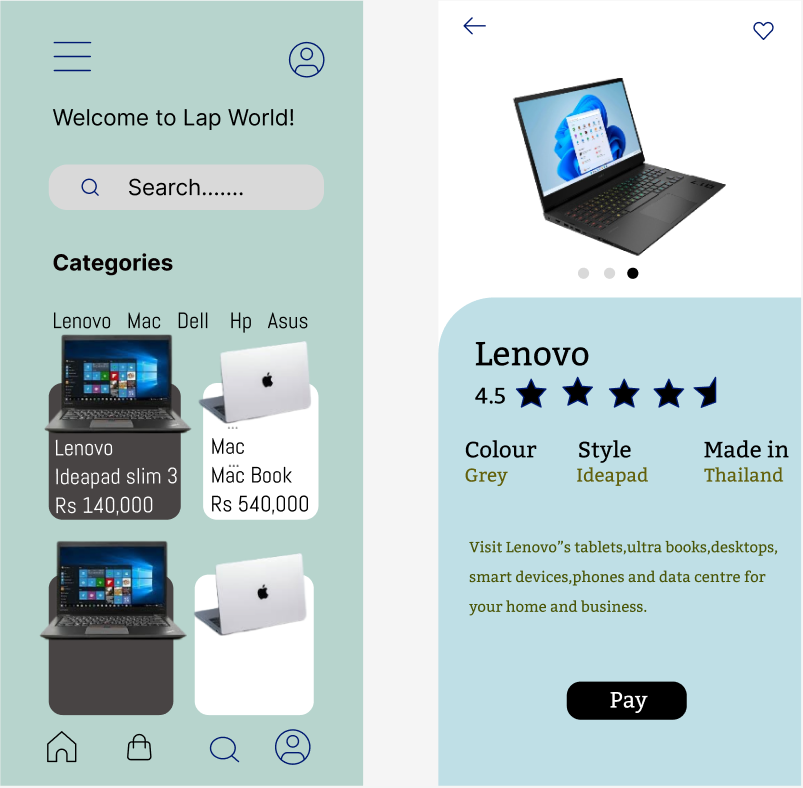 Welcome to Lap World!
Search.......
Categories
Lenovo Mac Dell Hp Asus
Lenovo
Ideapad slim 3
Rs 140,000
...
Mac
...
Mac Book
Rs 540,000
Lenovo
4.5
Colour Style Made in
Grey Ideapad Thailand
Visit Lenovo”s tablets,ultra books,desktops,
smart devices,phones and data centre for
your home and business.
Pay